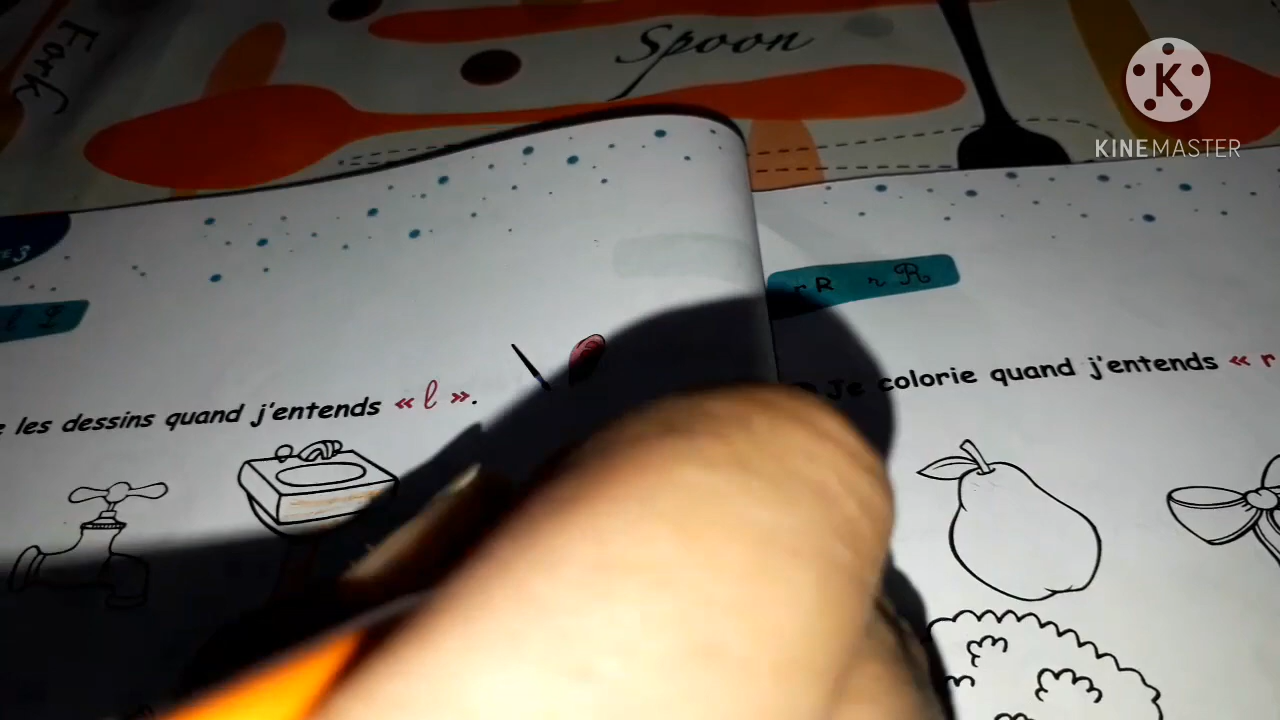 Fork
Spoon
KINEMASTER
r R r R
les dessins quand j'entends « l ».
Je colorie quand j'entends « r